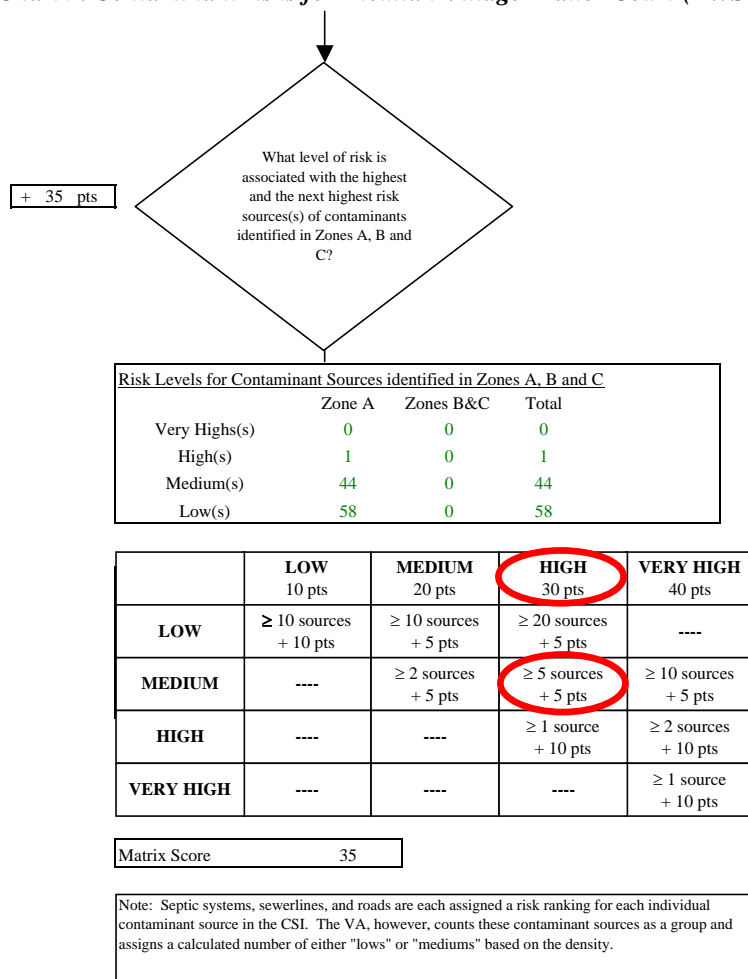 What level of risk is
associated with the highest
and the next highest risk
sources(s) of contaminants
identified in Zones A, B and
C?
+ 35 pts
Risk Levels for Contaminant Sources identified in Zones A, B and C
Zone A Zones B&C Total
Very Highs(s) 0 0 0
High(s) 1 0 1
Medium(s) 44 0 44
Low(s) 58 0 58
LOW MEDIUM HIGH VERY HIGH
10 pts 20 pts 30 pts 40 pts
LOW ≥ 10 sources ≥ 10 sources ≥ 20 sources ----
+ 10 pts + 5 pts + 5 pts
MEDIUM ---- ≥ 2 sources ≥ 5 sources ≥ 10 sources
+ 5 pts + 5 pts + 5 pts
HIGH ---- ---- ≥ 1 source ≥ 2 sources
+ 10 pts + 10 pts
VERY HIGH ---- ---- ---- ≥ 1 source
+ 10 pts
Matrix Score 35
Note: Septic systems, sewerlines, and roads are each assigned a risk ranking for each individual
contaminant source in the CSI. The VA, however, counts these contaminant sources as a group and
assigns a calculated number of either "lows" or "mediums" based on the density.